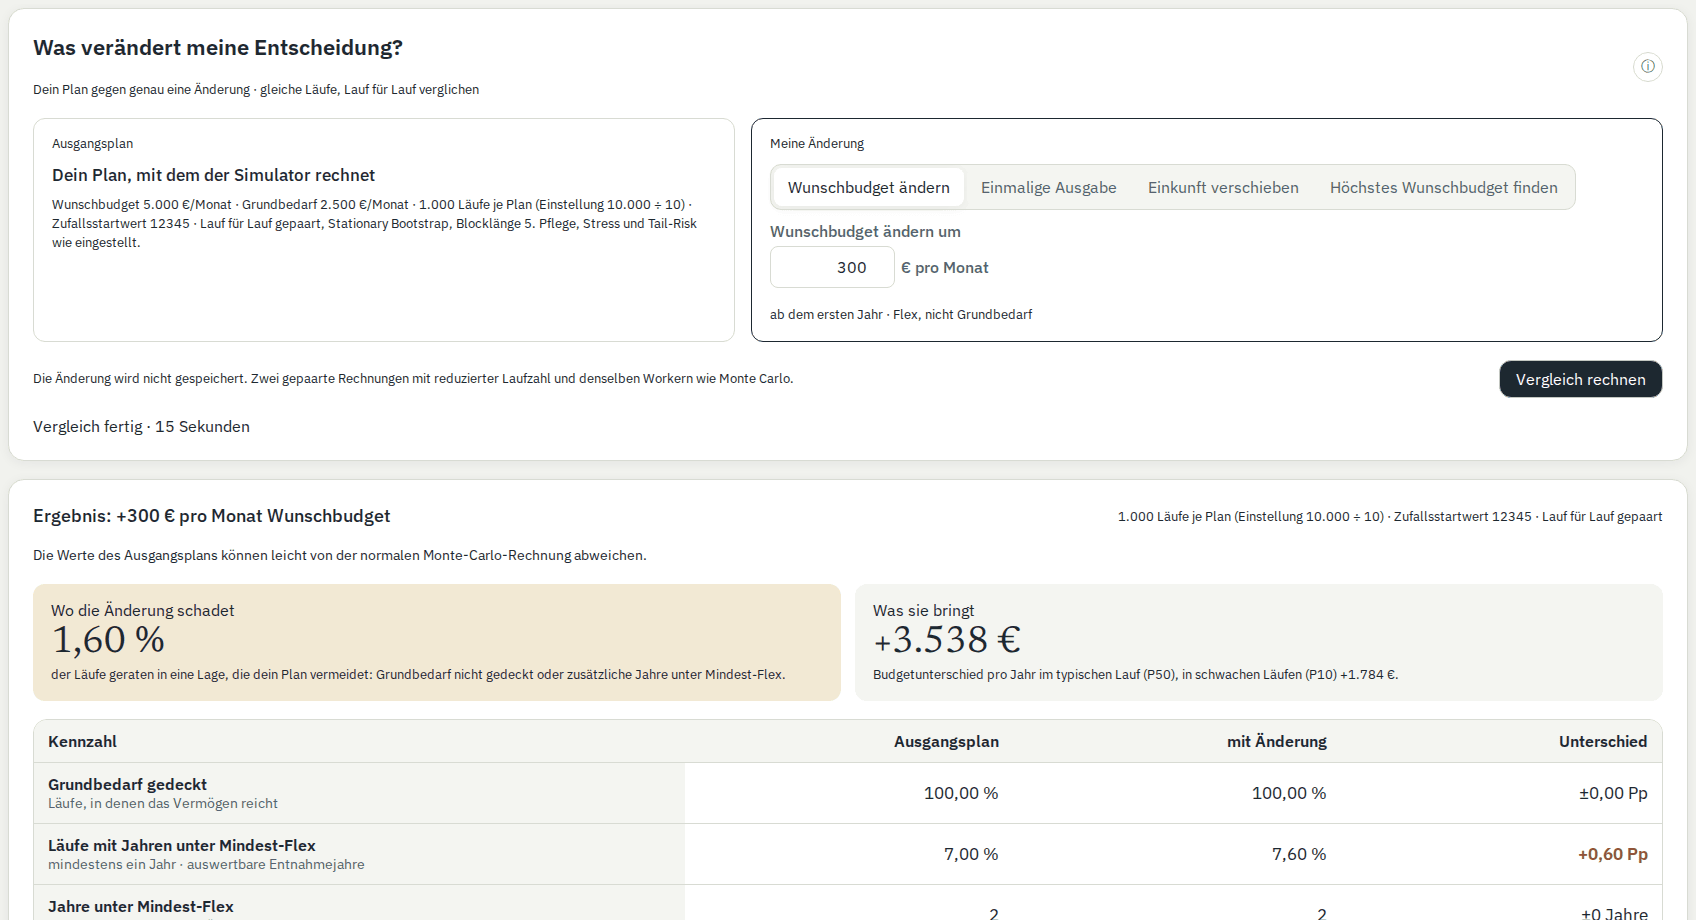 Was verändert meine Entscheidung?
ⓘ
Dein Plan gegen genau eine Änderung · gleiche Läufe, Lauf für Lauf verglichen
Ausgangsplan
Dein Plan, mit dem der Simulator rechnet
Wunschbudget 5.000 €/Monat · Grundbedarf 2.500 €/Monat · 1.000 Läufe je Plan (Einstellung 10.000 ÷ 10) ·
Zufallsstartwert 12345 · Lauf für Lauf gepaart, Stationary Bootstrap, Blocklänge 5. Pflege, Stress und Tail-Risk
wie eingestellt.
Meine Änderung
Wunschbudget ändern Einmalige Ausgabe Einkunft verschieben Höchstes Wunschbudget finden
Wunschbudget ändern um
300 € pro Monat
ab dem ersten Jahr · Flex, nicht Grundbedarf
Die Änderung wird nicht gespeichert. Zwei gepaarte Rechnungen mit reduzierter Laufzahl und denselben Workern wie Monte Carlo.
Vergleich rechnen
Vergleich fertig · 15 Sekunden
Ergebnis: +300 € pro Monat Wunschbudget
1.000 Läufe je Plan (Einstellung 10.000 ÷ 10) · Zufallsstartwert 12345 · Lauf für Lauf gepaart
Die Werte des Ausgangsplans können leicht von der normalen Monte-Carlo-Rechnung abweichen.
Wo die Änderung schadet
1,60 %
der Läufe geraten in eine Lage, die dein Plan vermeidet: Grundbedarf nicht gedeckt oder zusätzliche Jahre unter Mindest-Flex.
Was sie bringt
+3.538 €
Budgetunterschied pro Jahr im typischen Lauf (P50), in schwachen Läufen (P10) +1.784 €.
Kennzahl Ausgangsplan mit Änderung Unterschied
Grundbedarf gedeckt 100,00 % 100,00 % ±0,00 Pp
Läufe, in denen das Vermögen reicht
Läufe mit Jahren unter Mindest-Flex 7,00 % 7,60 % +0,60 Pp
mindestens ein Jahr · auswertbare Entnahmejahre
Jahre unter Mindest-Flex 2 2 ±0 Jahre